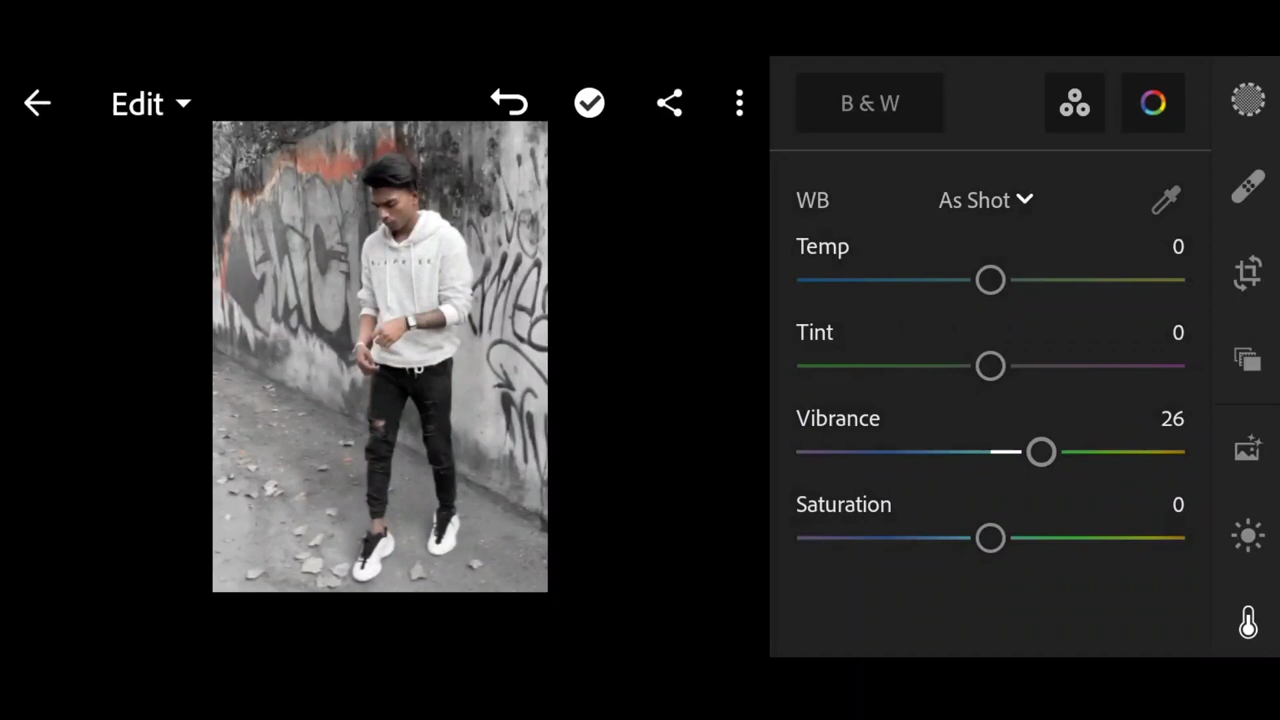 Edit
B & W
WB As Shot
Temp 0
Tint 0
Vibrance 26
Saturation 0